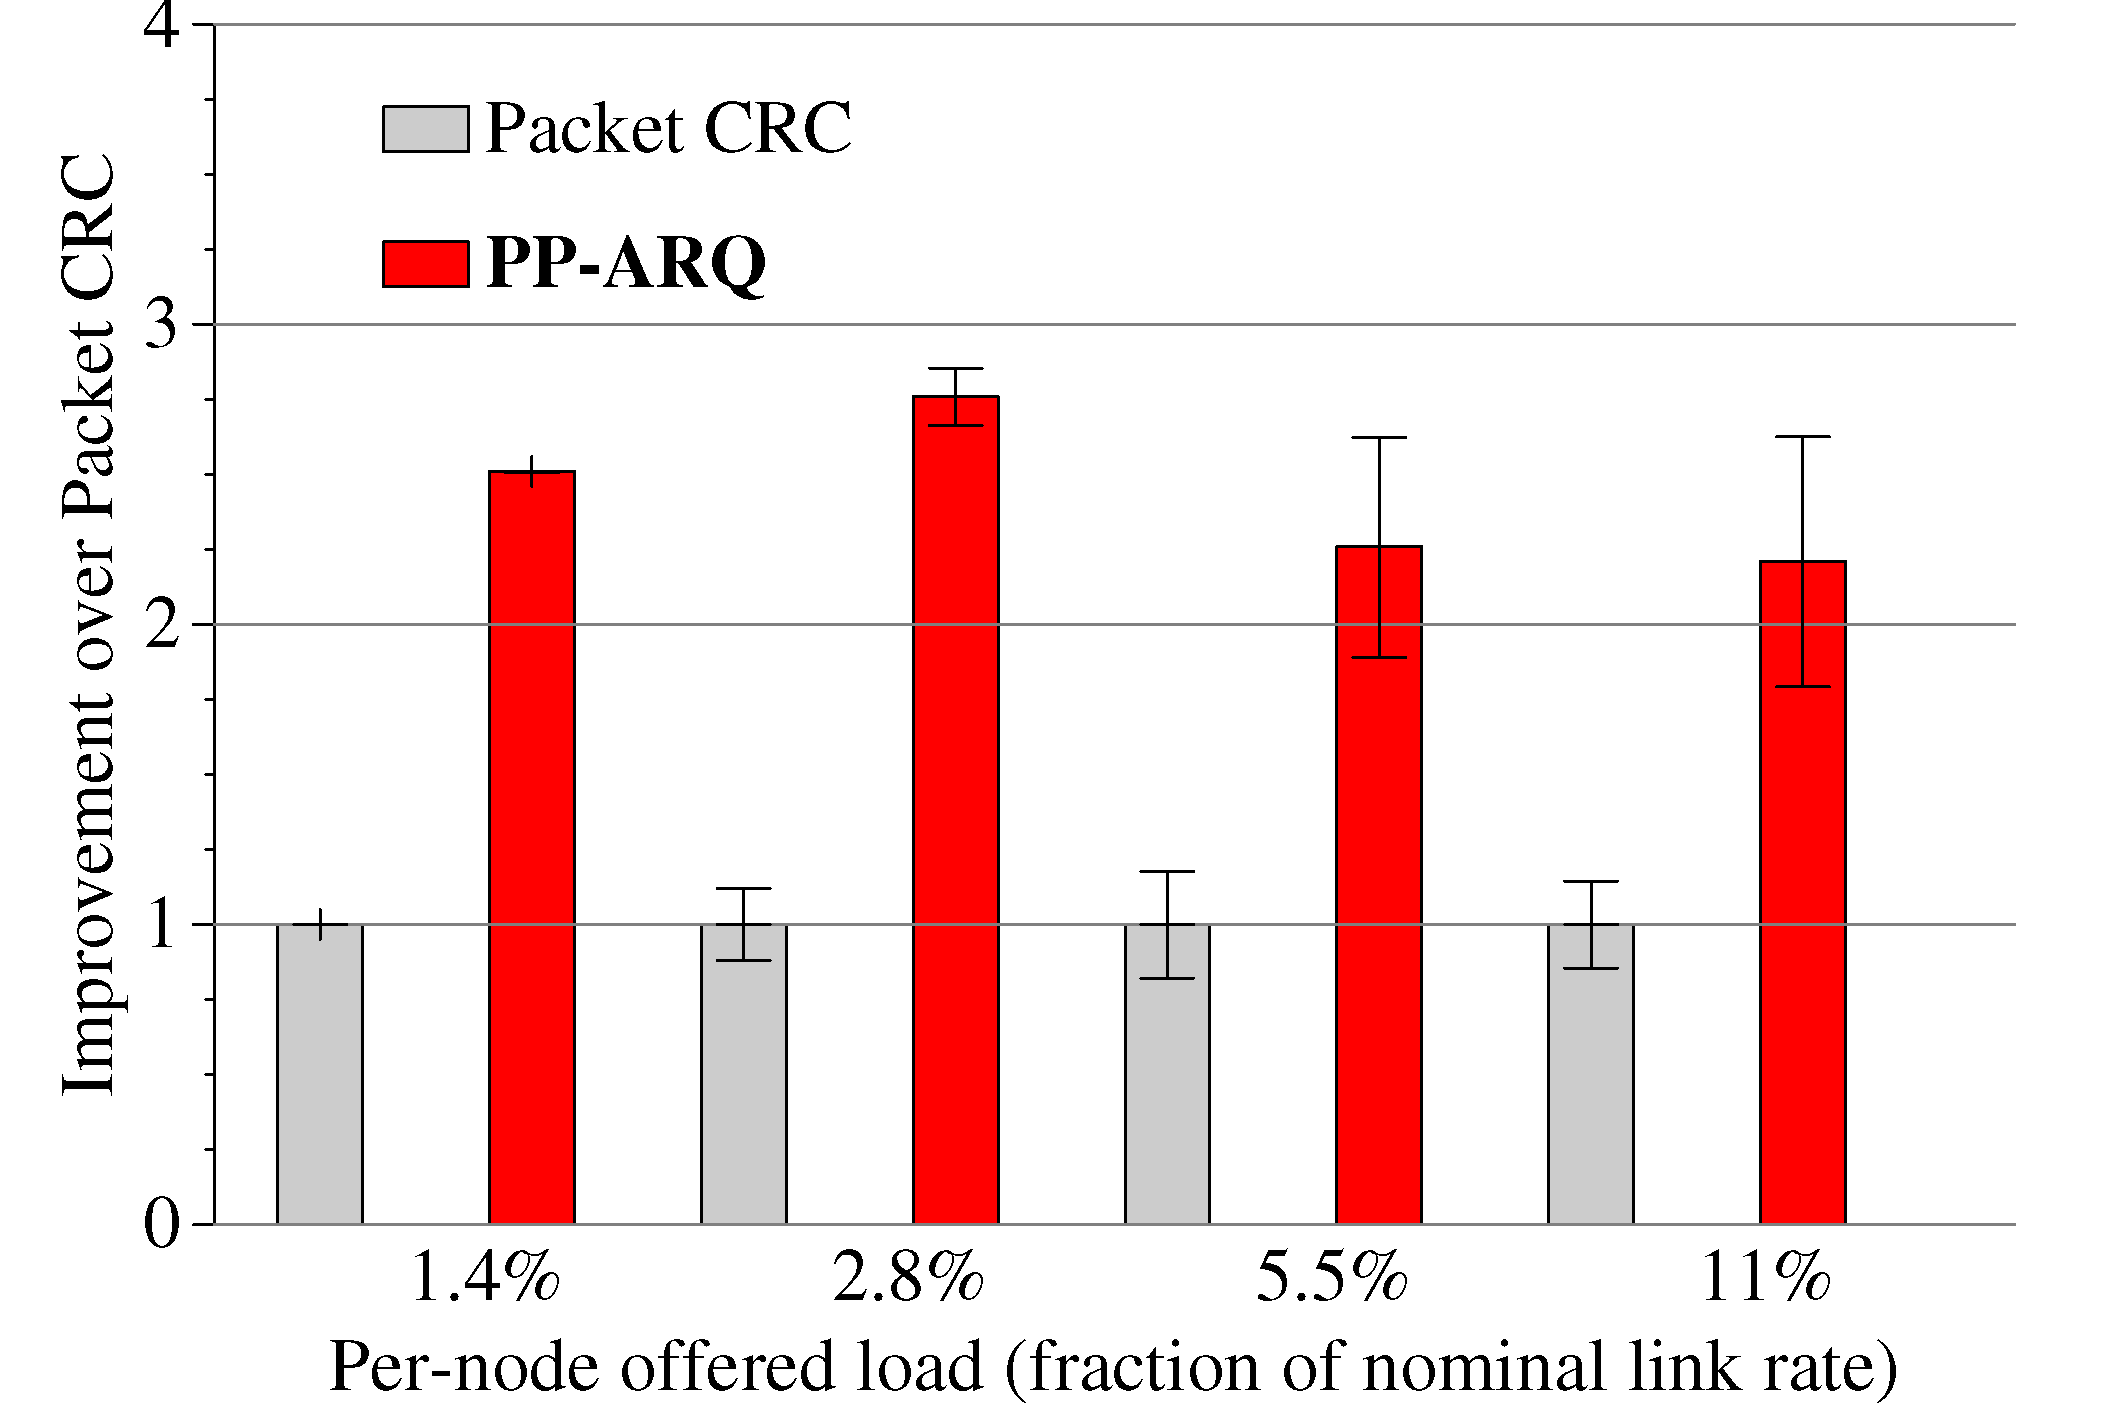 4
3
2
1
0
Improvement over Packet CRC
Packet CRC
PP-ARQ
1.4% 2.8% 5.5% 11%
Per-node offered load (fraction of nominal link rate)